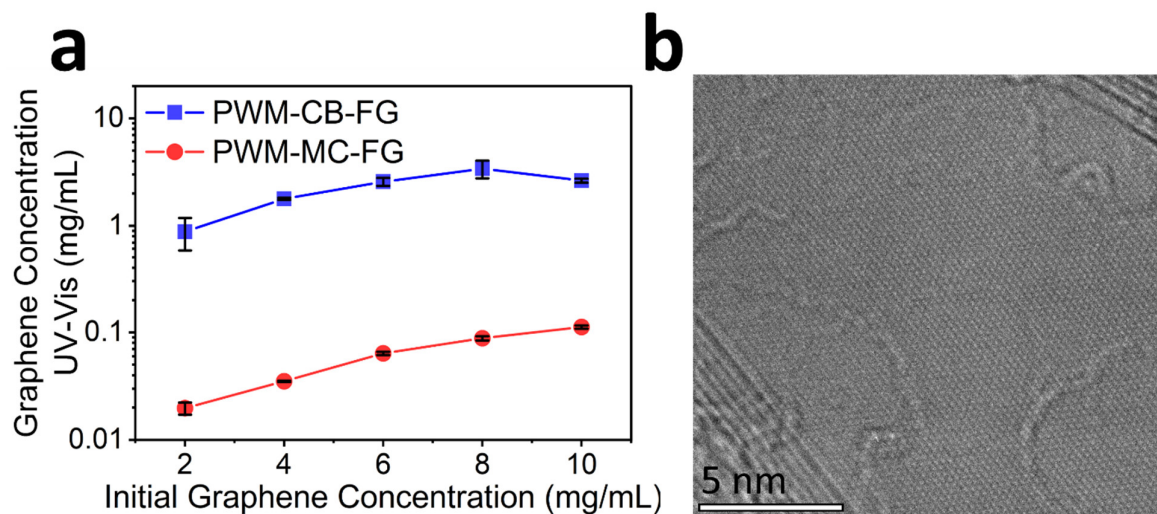 a
b
10
1
0.1
0.01
Graphene Concentration
UV-Vis (mg/mL)
PWM-CB-FG
PWM-MC-FG
2 4 6 8 10
Initial Graphene Concentration (mg/mL)
5 nm